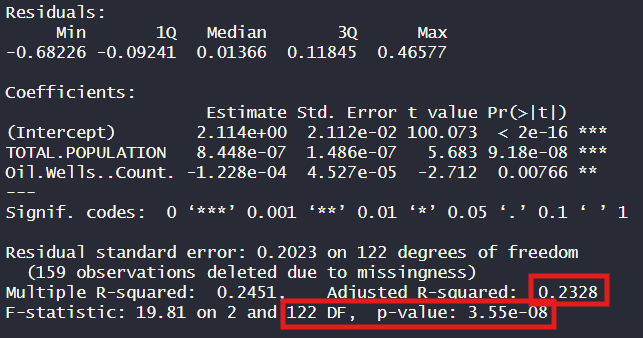 Residuals:
Min 1Q Median 3Q Max
-0.68226 -0.09241 0.01366 0.11845 0.46577
Coefficients:
Estimate Std. Error t value Pr(>|t|)
(Intercept) 2.114e+00 2.112e-02 100.073 < 2e-16 ***
TOTAL.POPULATION 8.448e-07 1.486e-07 5.683 9.18e-08 ***
Oil.Wells..Count. -1.228e-04 4.527e-05 -2.712 0.00766 **
---
Signif. codes: 0 ‘***’ 0.001 ‘**’ 0.01 ‘*’ 0.05 ‘.’ 0.1 ‘ ’ 1
Residual standard error: 0.2023 on 122 degrees of freedom
(159 observations deleted due to missingness)
Multiple R-squared: 0.2451, Adjusted R-squared: 0.2328
F-statistic: 19.81 on 2 and 122 DF, p-value: 3.55e-08